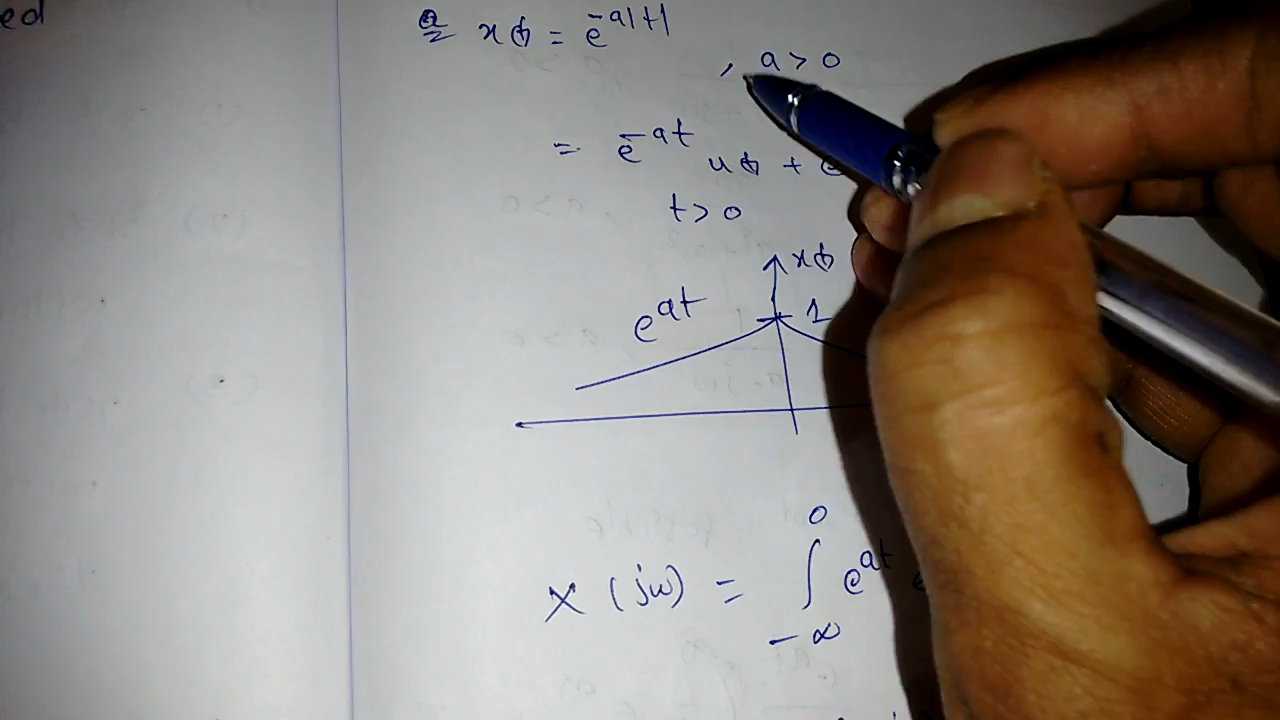 ed
Q x(t) = e^-a|t|
, a > 0
= e^-at u(t) +
t > 0
x(t)
e^at
1
X (jω) = ∫ e^at
0
- ∞